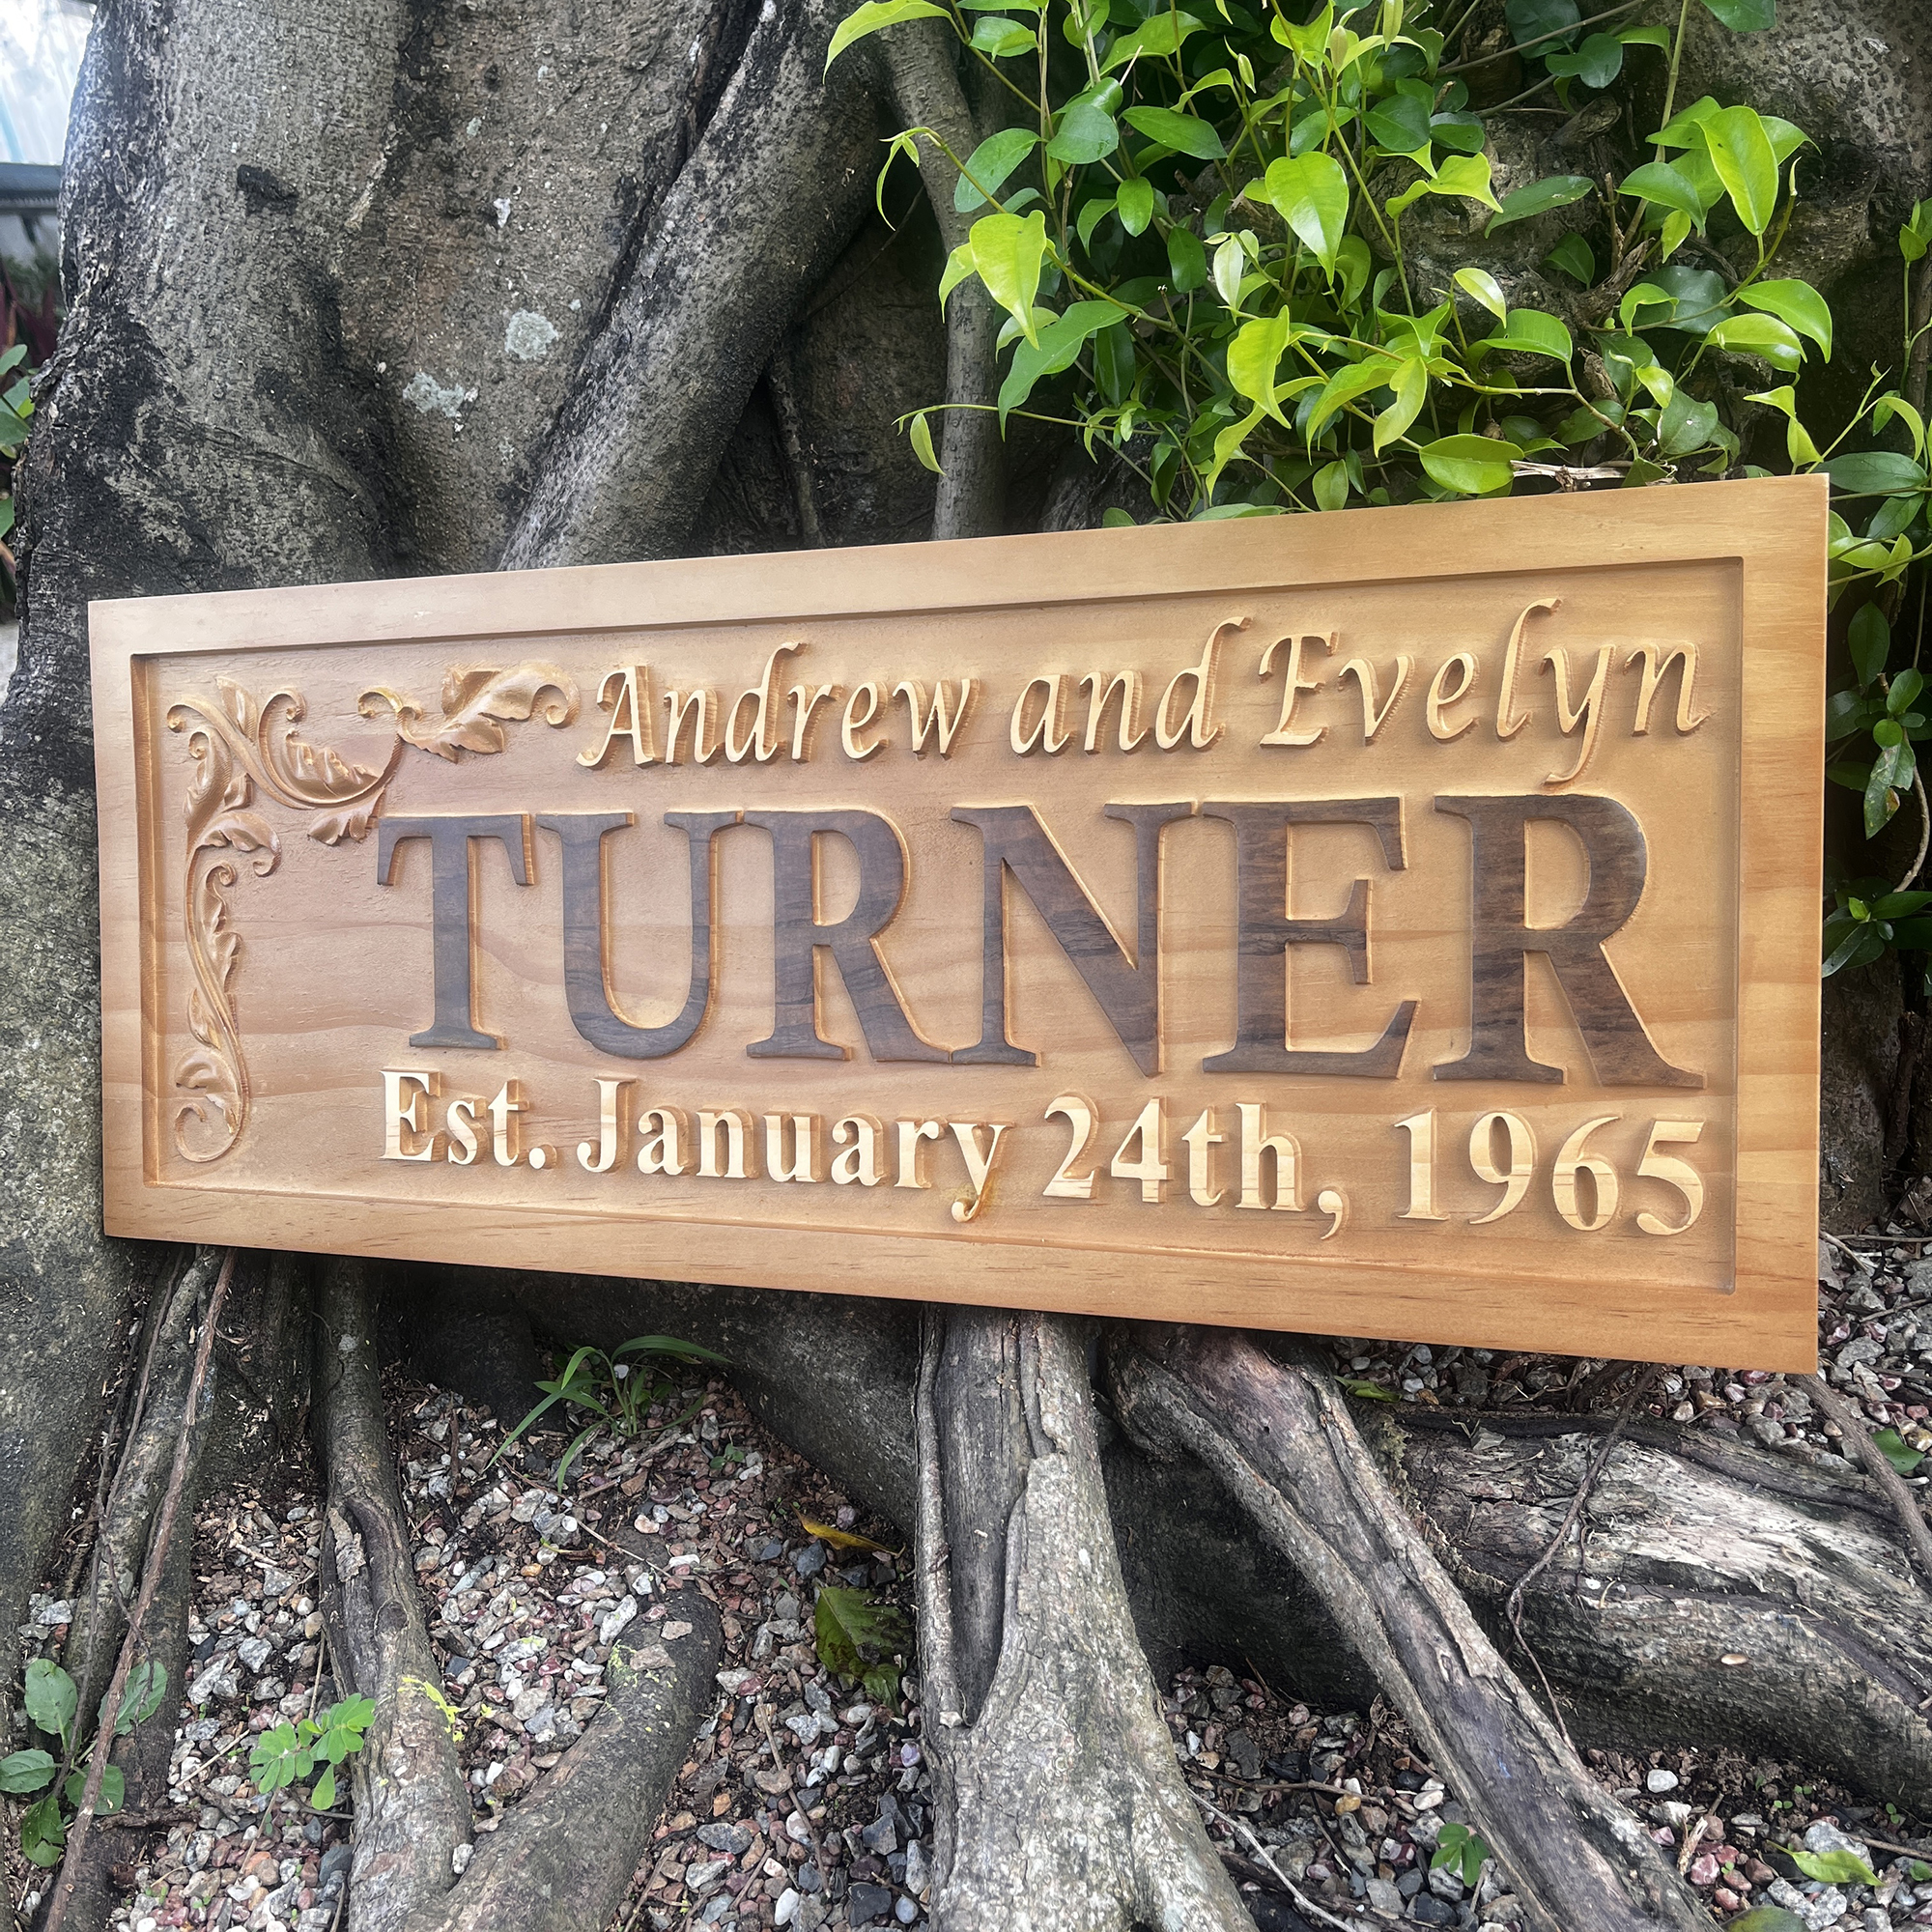 Andrew and Evelyn
TURNER
Est. January 24th, 1965